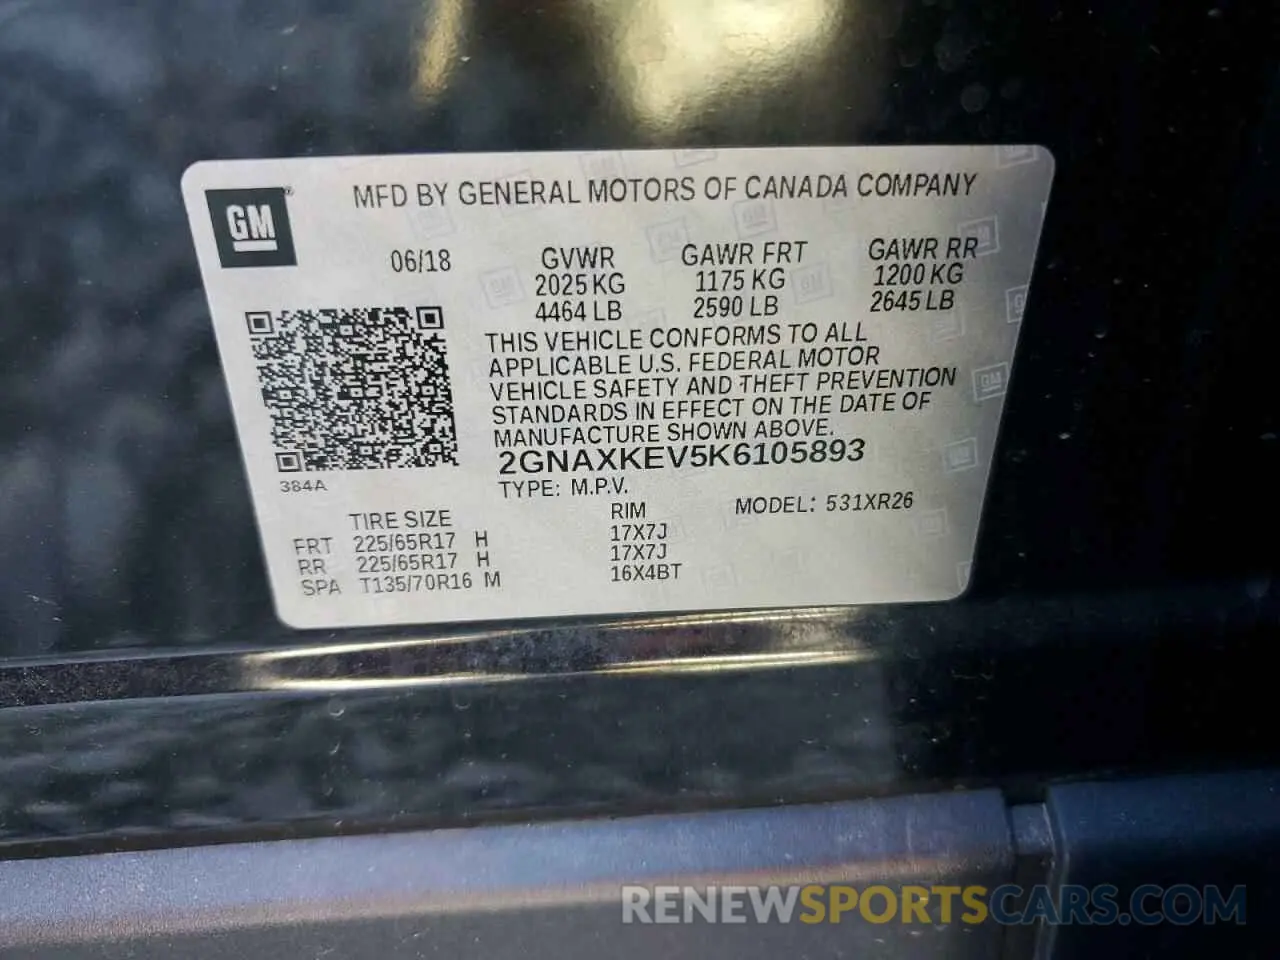 GM®
MFD BY GENERAL MOTORS OF CANADA COMPANY
06/18 GVWR GAWR FRT GAWR RR
2025 KG 1175 KG 1200 KG
4464 LB 2590 LB 2645 LB
THIS VEHICLE CONFORMS TO ALL
APPLICABLE U.S. FEDERAL MOTOR
VEHICLE SAFETY AND THEFT PREVENTION
STANDARDS IN EFFECT ON THE DATE OF
MANUFACTURE SHOWN ABOVE.
2GNAXKEV5K6105893
384A
TYPE: M.P.V.
MODEL: 531XR26
TIRE SIZE RIM
FRT 225/65R17 H 17X7J
RR 225/65R17 H 17X7J
SPA T135/70R16 M 16X4BT
RENEWSPORTSCARS.COM